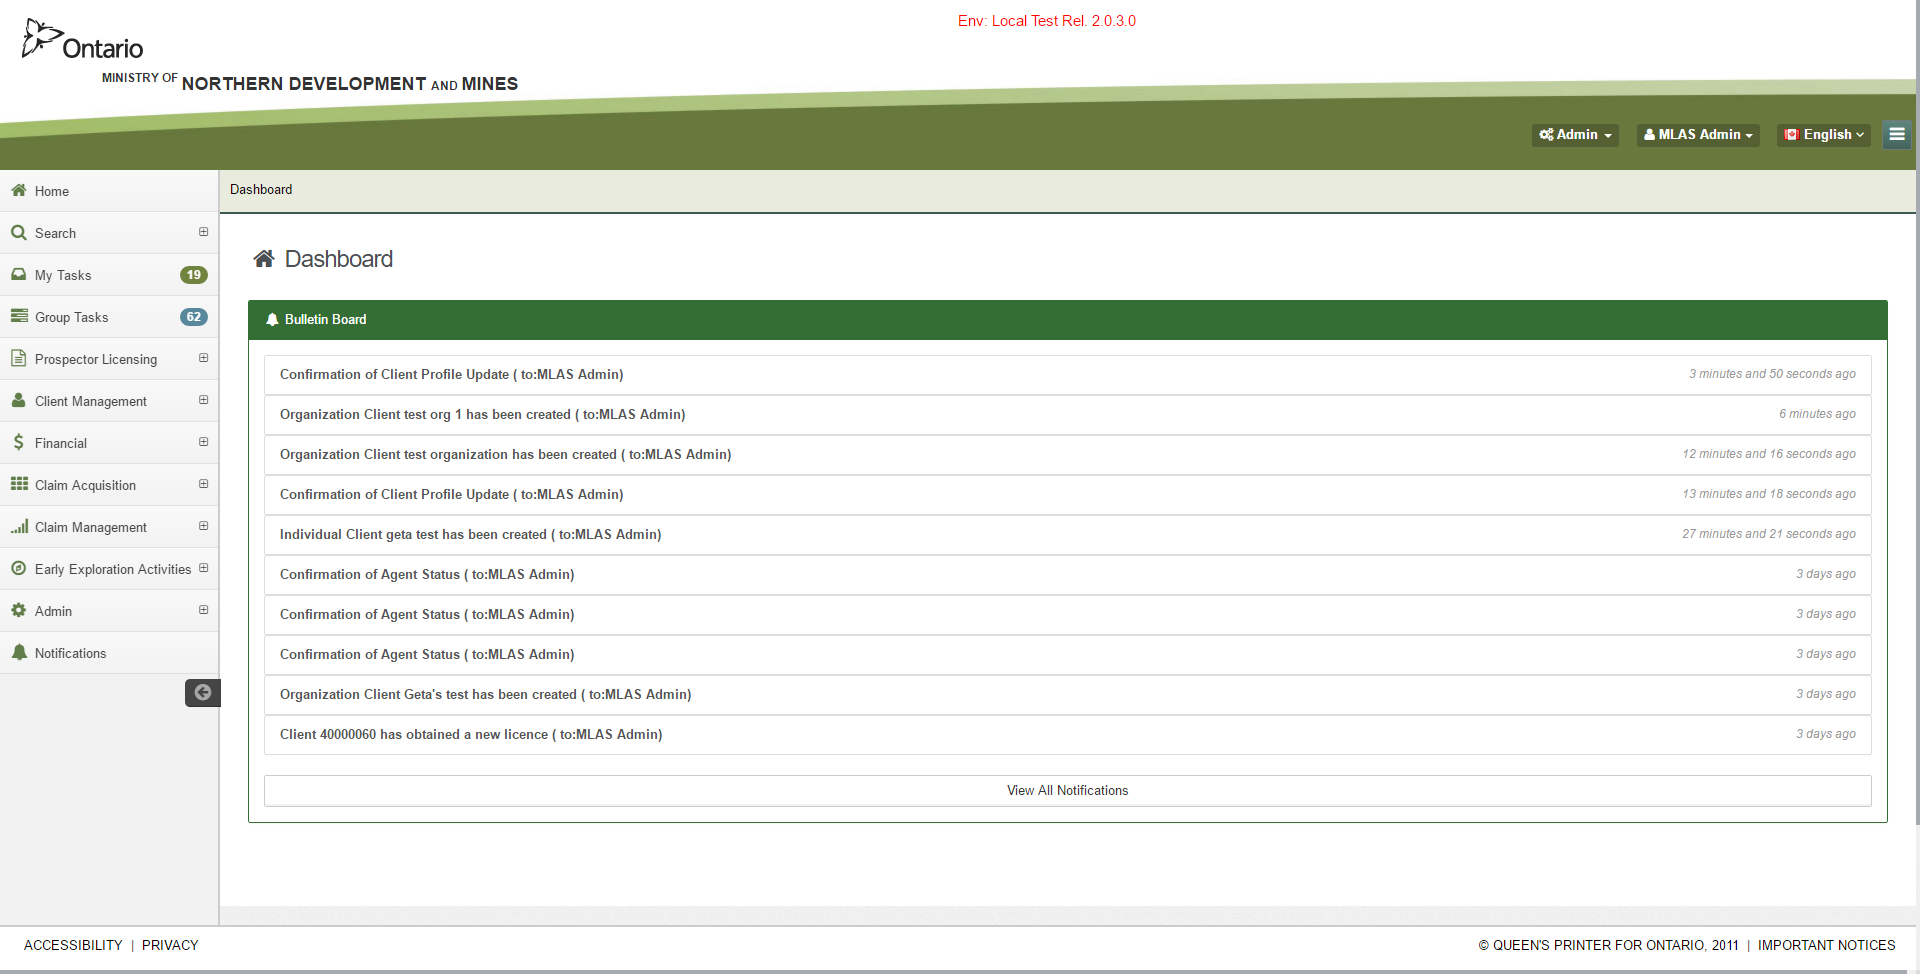 Env: Local Test Rel. 2.0.3.0
Ontario
MINISTRY OF NORTHERN DEVELOPMENT AND MINES
Admin
MLAS Admin
English
Home
Dashboard
Search
My Tasks 19
Group Tasks 62
Prospector Licensing
Client Management
Financial
Claim Acquisition
Claim Management
Early Exploration Activities
Admin
Notifications
Dashboard
Bulletin Board
Confirmation of Client Profile Update ( to:MLAS Admin) 3 minutes and 50 seconds ago
Organization Client test org 1 has been created ( to:MLAS Admin) 6 minutes ago
Organization Client test organization has been created ( to:MLAS Admin) 12 minutes and 16 seconds ago
Confirmation of Client Profile Update ( to:MLAS Admin) 13 minutes and 18 seconds ago
Individual Client geta test has been created ( to:MLAS Admin) 27 minutes and 21 seconds ago
Confirmation of Agent Status ( to:MLAS Admin) 3 days ago
Confirmation of Agent Status ( to:MLAS Admin) 3 days ago
Confirmation of Agent Status ( to:MLAS Admin) 3 days ago
Organization Client Geta's test has been created ( to:MLAS Admin) 3 days ago
Client 40000060 has obtained a new licence ( to:MLAS Admin) 3 days ago
View All Notifications
ACCESSIBILITY | PRIVACY
© QUEEN'S PRINTER FOR ONTARIO, 2011 | IMPORTANT NOTICES